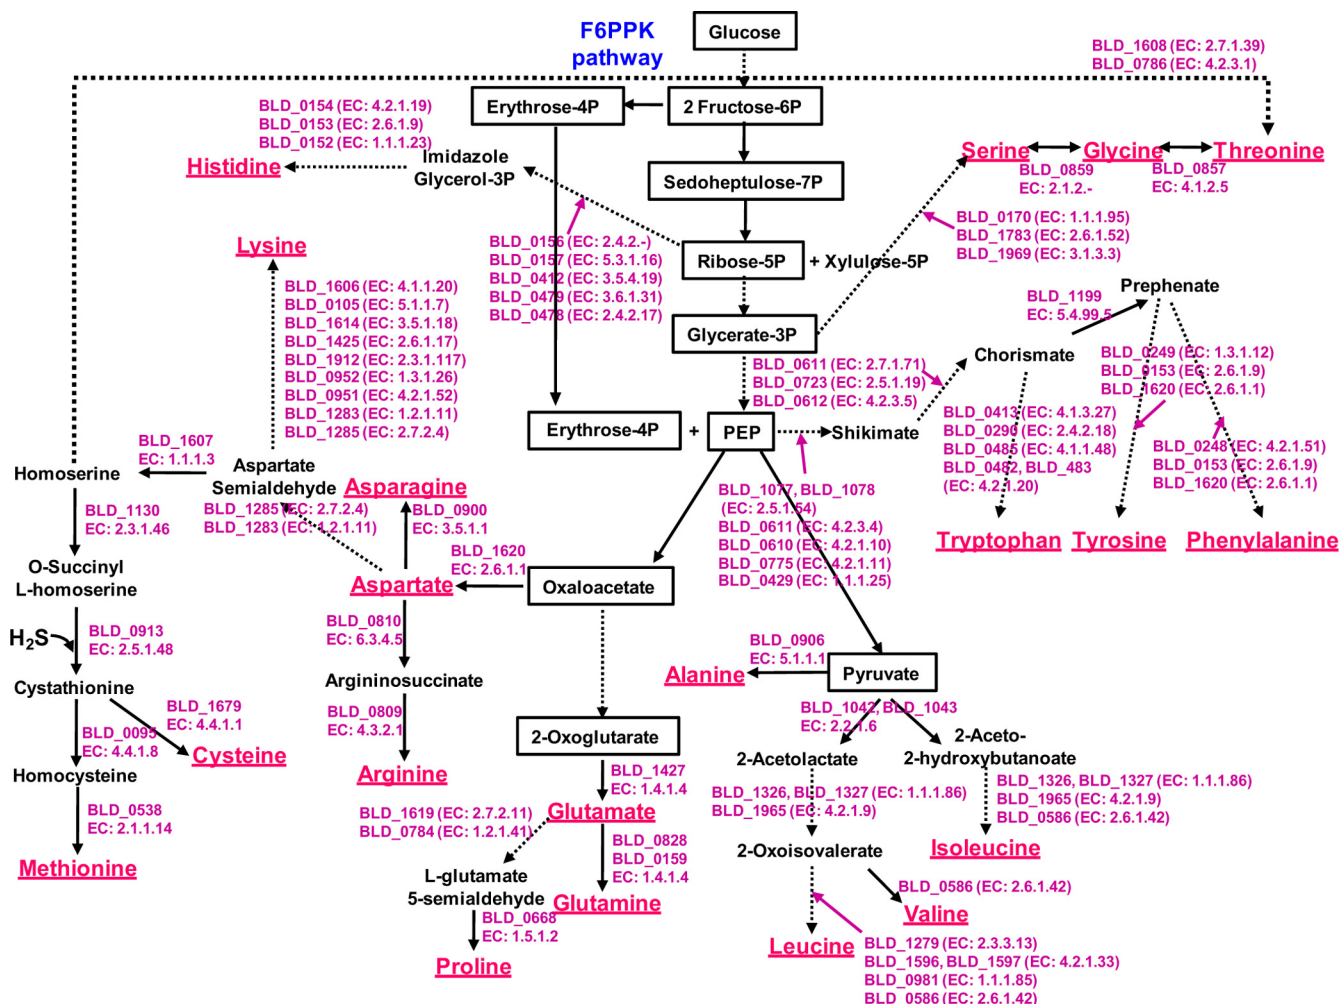 F6PPK
pathway
Glucose
BLD_1608 (EC: 2.7.1.39)
BLD_0786 (EC: 4.2.3.1)
Erythrose-4P
2 Fructose-6P
BLD_0154 (EC: 4.2.1.19)
BLD_0153 (EC: 2.6.1.9)
BLD_0152 (EC: 1.1.1.23)
Histidine
Imidazole
Glycerol-3P
Sedoheptulose-7P
Serine
Glycine
Threonine
BLD_0859
EC: 2.1.2.-
BLD_0857
EC: 4.1.2.5
BLD_0170 (EC: 1.1.1.95)
BLD_1783 (EC: 2.6.1.52)
BLD_1969 (EC: 3.1.3.3)
Lysine
BLD_0156 (EC: 2.4.2.-)
BLD_0157 (EC: 5.3.1.16)
BLD_0412 (EC: 3.5.4.19)
BLD_0479 (EC: 3.6.1.31)
BLD_0478 (EC: 2.4.2.17)
Ribose-5P
+ Xylulose-5P
BLD_1606 (EC: 4.1.1.20)
BLD_0105 (EC: 5.1.1.7)
BLD_1614 (EC: 3.5.1.18)
BLD_1425 (EC: 2.6.1.17)
BLD_1912 (EC: 2.3.1.117)
BLD_0952 (EC: 1.3.1.26)
BLD_0951 (EC: 4.2.1.52)
BLD_1283 (EC: 1.2.1.11)
BLD_1285 (EC: 2.7.2.4)
Glycerate-3P
Prephenate
BLD_1199
EC: 5.4.99.5
Chorismate
BLD_0611 (EC: 2.7.1.71)
BLD_0723 (EC: 2.5.1.19)
BLD_0612 (EC: 4.2.3.5)
BLD_0249 (EC: 1.3.1.12)
BLD_0153 (EC: 2.6.1.9)
BLD_1620 (EC: 2.6.1.1)
Erythrose-4P
+
PEP
Shikimate
BLD_0413 (EC: 4.1.3.27)
BLD_0290 (EC: 2.4.2.18)
BLD_0485 (EC: 4.1.1.48)
BLD_0482, BLD_483
(EC: 4.2.1.20)
BLD_0248 (EC: 4.2.1.51)
BLD_0153 (EC: 2.6.1.9)
BLD_1620 (EC: 2.6.1.1)
BLD_1607
EC: 1.1.1.3
Homoserine
Aspartate
Semialdehyde
BLD_1285 (EC: 2.7.2.4)
BLD_1283 (EC: 1.2.1.11)
Asparagine
BLD_0900
EC: 3.5.1.1
BLD_1077, BLD_1078
(EC: 2.5.1.54)
BLD_0611 (EC: 4.2.3.4)
BLD_0610 (EC: 4.2.1.10)
BLD_0775 (EC: 4.2.1.11)
BLD_0429 (EC: 1.1.1.25)
BLD_1130
EC: 2.3.1.46
Tryptophan
Tyrosine
Phenylalanine
O-Succinyl
L-homoserine
Aspartate
BLD_1620
EC: 2.6.1.1
Oxaloacetate
H₂S
BLD_0913
EC: 2.5.1.48
BLD_0810
EC: 6.3.4.5
BLD_0906
EC: 5.1.1.1
Alanine
Pyruvate
Cystathionine
Argininosuccinate
BLD_1679
EC: 4.4.1.1
BLD_0095
EC: 4.4.1.8
BLD_0809
EC: 4.3.2.1
BLD_1042, BLD_1043
EC: 2.2.1.6
Cysteine
2-Oxoglutarate
2-Acetolactate
2-Aceto-
2-hydroxybutanoate
Homocysteine
Arginine
BLD_1427
EC: 1.4.1.4
BLD_1326, BLD_1327 (EC: 1.1.1.86)
BLD_1965 (EC: 4.2.1.9)
BLD_1326, BLD_1327 (EC: 1.1.1.86)
BLD_1965 (EC: 4.2.1.9)
BLD_0586 (EC: 2.6.1.42)
BLD_0538
EC: 2.1.1.14
BLD_1619 (EC: 2.7.2.11)
BLD_0784 (EC: 1.2.1.41)
Glutamate
BLD_0828
BLD_0159
EC: 1.4.1.4
Methionine
2-Oxoisovalerate
Isoleucine
L-glutamate
5-semialdehyde
Glutamine
BLD_0586 (EC: 2.6.1.42)
Valine
BLD_0668
EC: 1.5.1.2
Proline
Leucine
BLD_1279 (EC: 2.3.3.13)
BLD_1596, BLD_1597 (EC: 4.2.1.33)
BLD_0981 (EC: 1.1.1.85)
BLD_0586 (EC: 2.6.1.42)